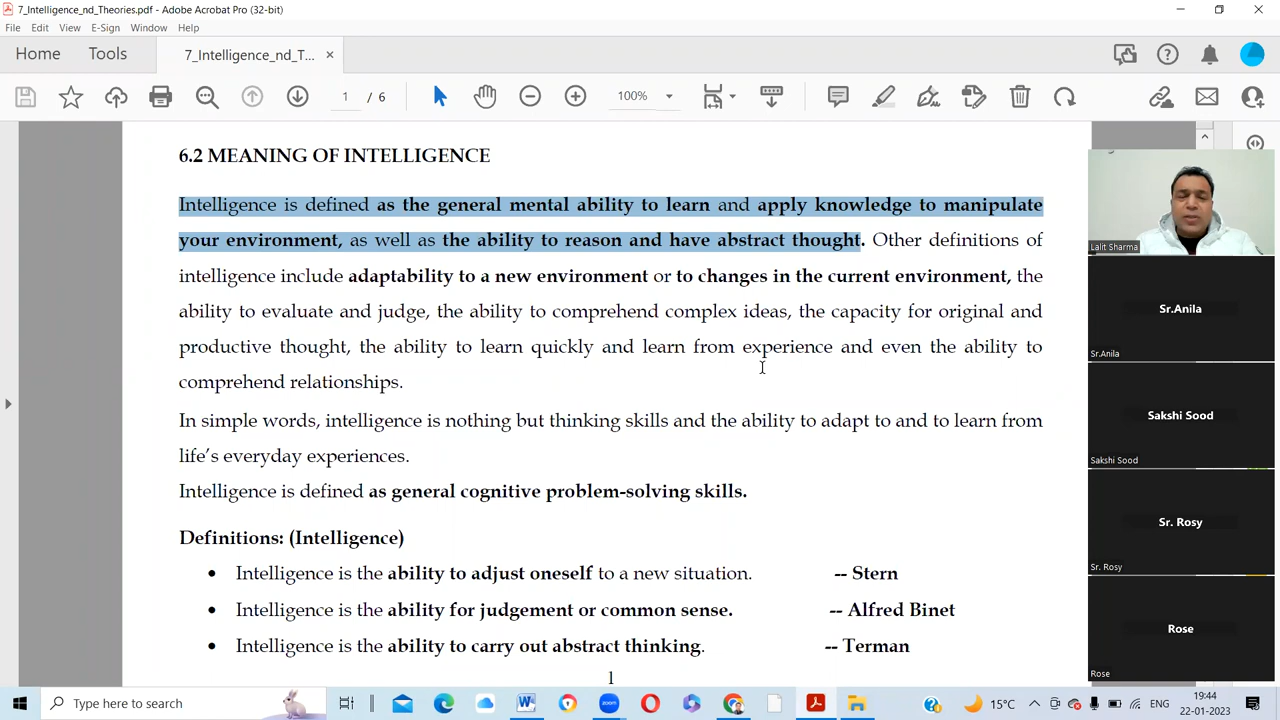 7_Intelligence_nd_Theories.pdf - Adobe Acrobat Pro (32-bit)
File Edit View E-Sign Window Help
Home Tools 7_Intelligence_nd_T... ×
1 / 6 100%
6.2 MEANING OF INTELLIGENCE
Intelligence is defined as the general mental ability to learn and apply knowledge to manipulate
your environment, as well as the ability to reason and have abstract thought. Other definitions of
intelligence include adaptability to a new environment or to changes in the current environment, the
ability to evaluate and judge, the ability to comprehend complex ideas, the capacity for original and
productive thought, the ability to learn quickly and learn from experience and even the ability to
comprehend relationships.
In simple words, intelligence is nothing but thinking skills and the ability to adapt to and to learn from
life's everyday experiences.
Intelligence is defined as general cognitive problem-solving skills.
Definitions: (Intelligence)
• Intelligence is the ability to adjust oneself to a new situation. -- Stern
• Intelligence is the ability for judgement or common sense. -- Alfred Binet
• Intelligence is the ability to carry out abstract thinking. -- Terman
1
Lalit Sharma
Sr.Anila
Sr.Anila
Sakshi Sood
Sakshi Sood
Sr. Rosy
Sr. Rosy
Rose
Rose
Type here to search
15°C ENG 19:44
22-01-2023